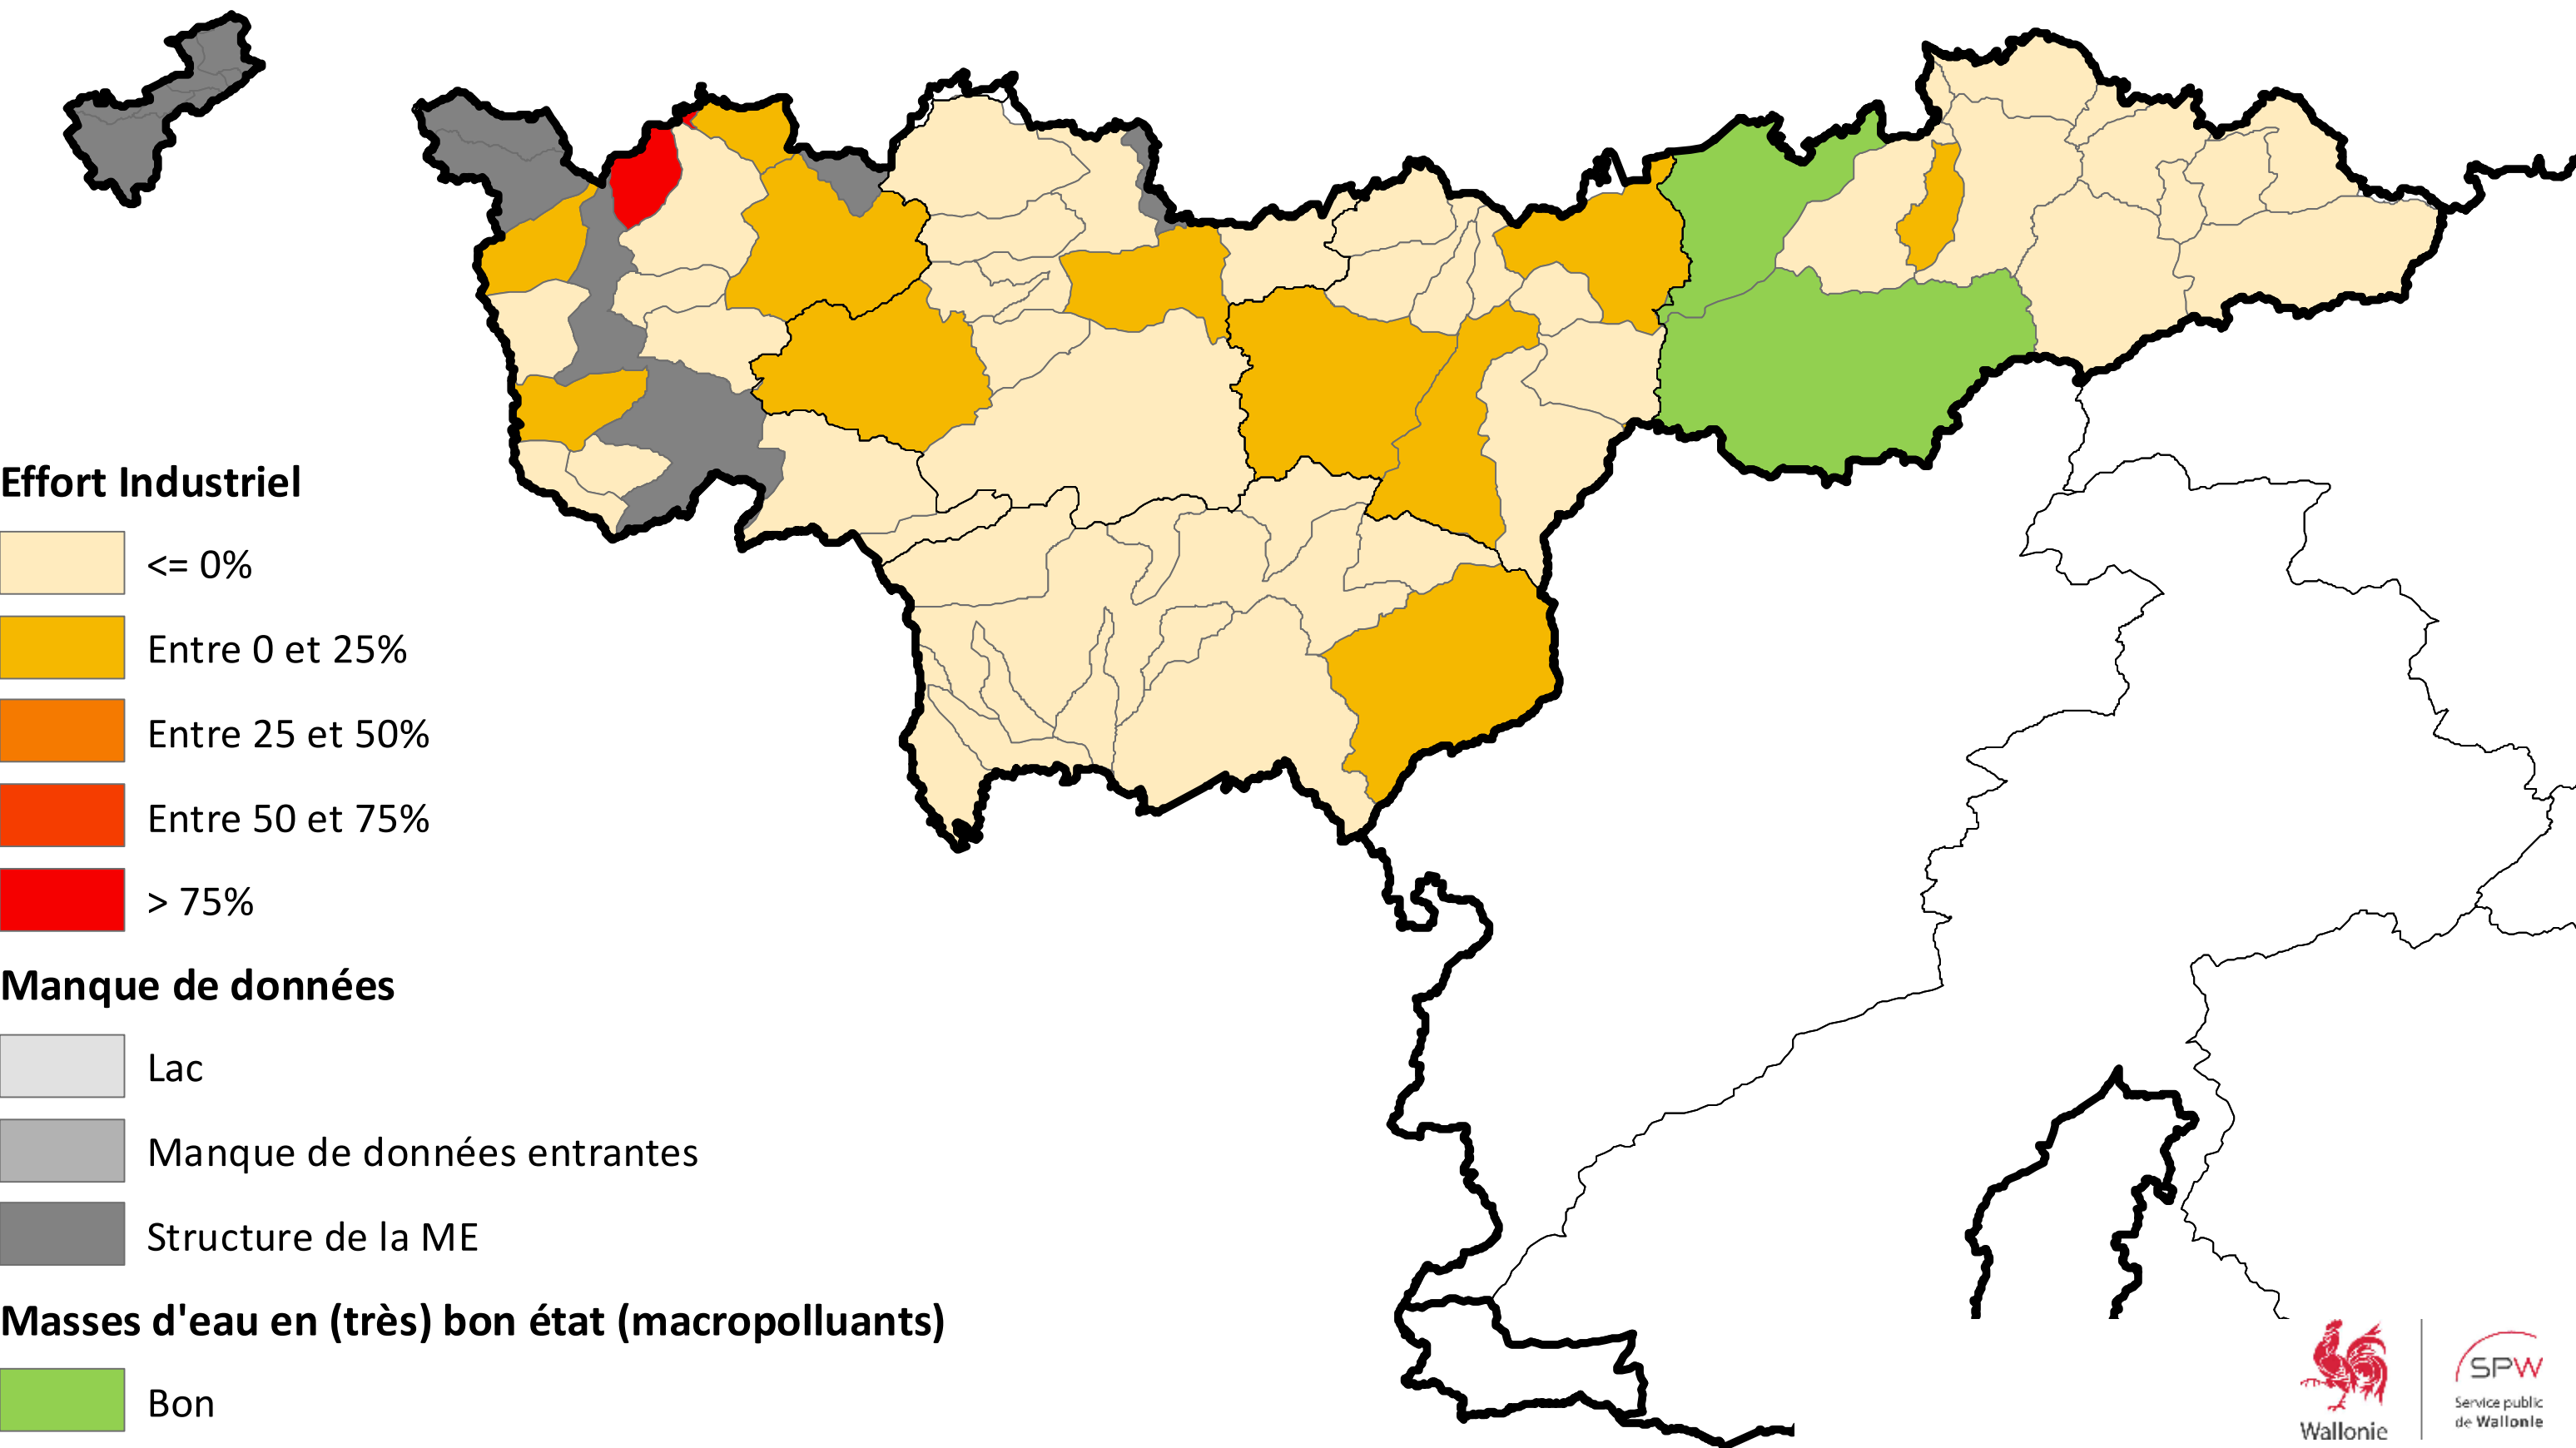 Effort Industriel
<= 0%
Entre 0 et 25%
Entre 25 et 50%
Entre 50 et 75%
> 75%
Manque de données
Lac
Manque de données entrantes
Structure de la ME
Masses d'eau en (très) bon état (macropolluants)
Bon
Wallonie
SPW
Service public
de Wallonie